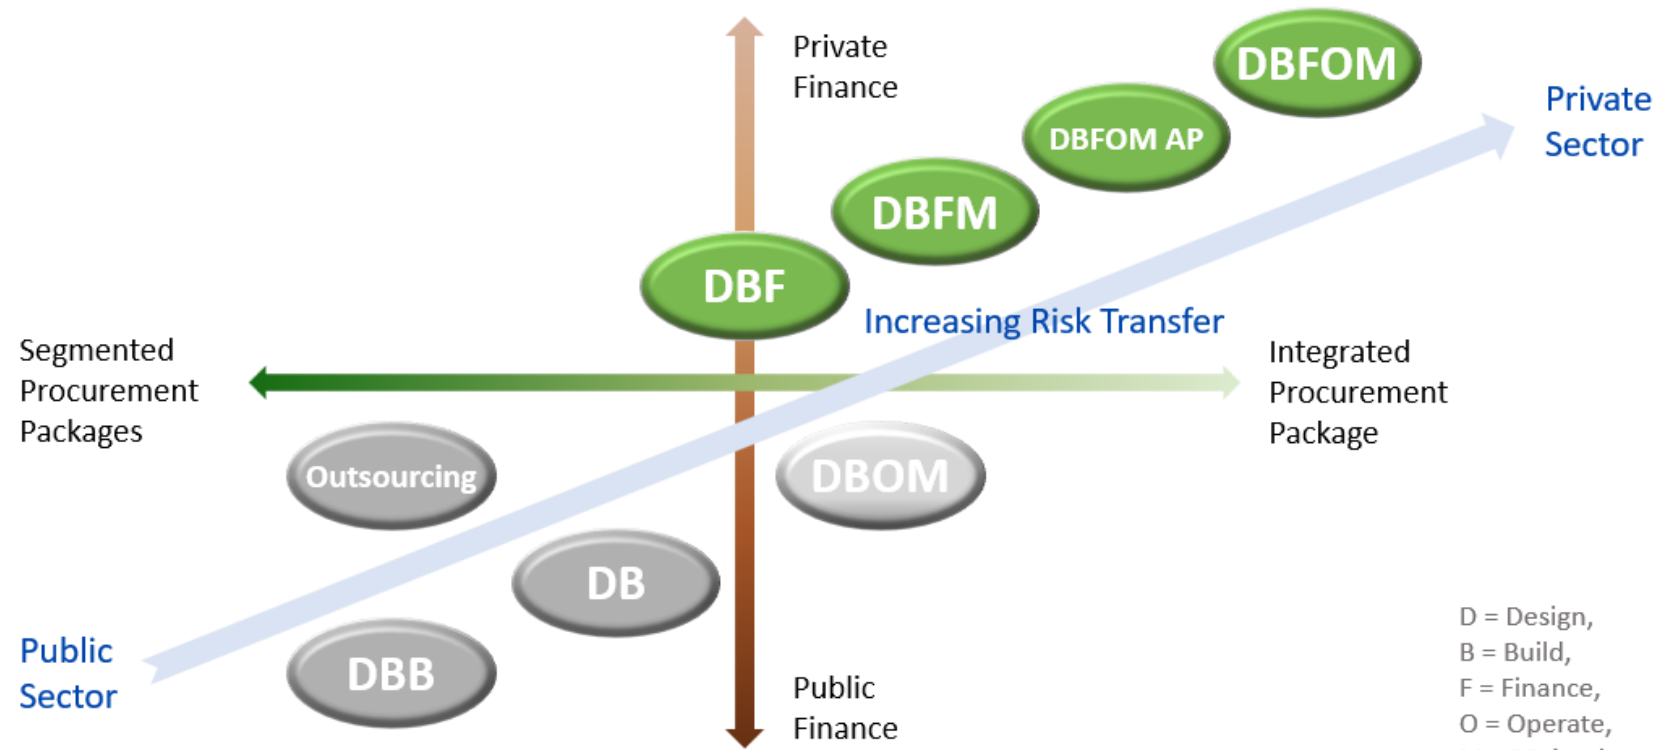 Private
Finance
DBFOM
Private
Sector
DBFOM AP
DBFM
DBF
Increasing Risk Transfer
Segmented
Procurement
Packages
Integrated
Procurement
Package
Outsourcing
DBOM
DB
DBB
Public
Sector
Public
Finance
D = Design,
B = Build,
F = Finance,
O = Operate,